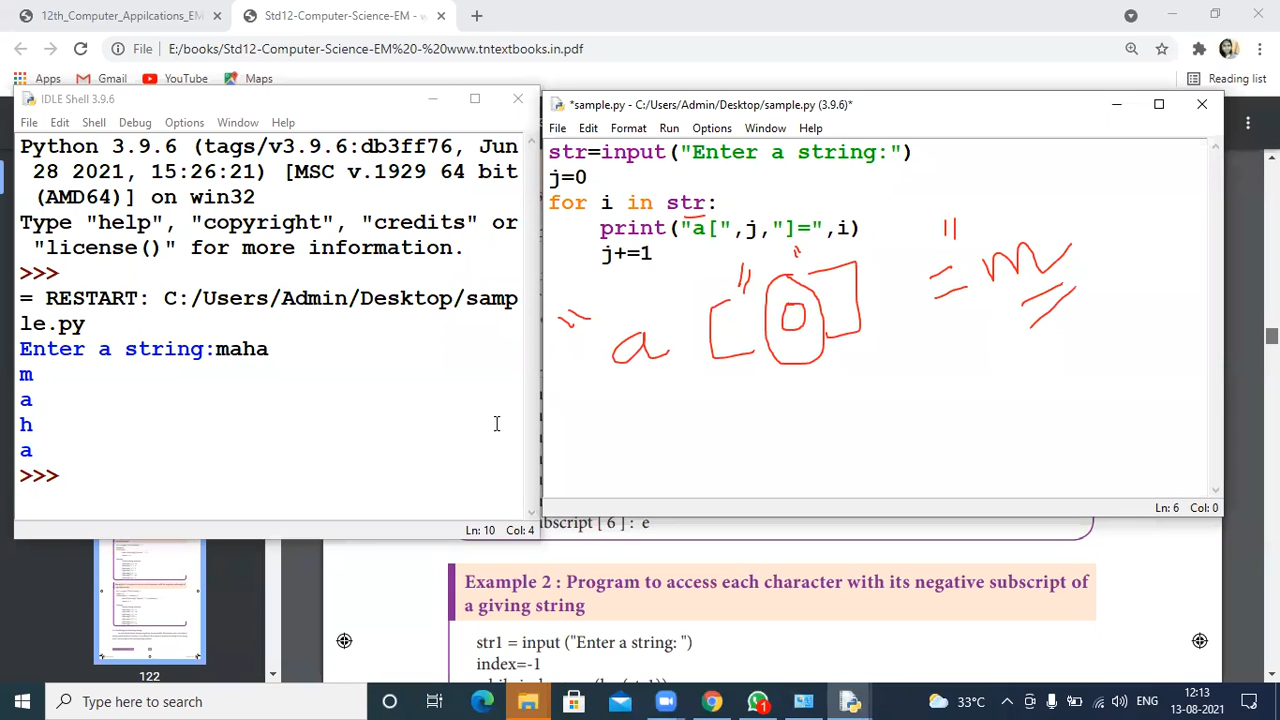 12th_Computer_Appilcations_EM
Std12-Computer-Science-EM - w
File
E:/books/Std12-Computer-Science-EM%20-%20www.tntextbooks.in.pdf
Apps
Gmail
YouTube
Maps
Reading list
IDLE Shell 3.9.6
File Edit Shell Debug Options Window Help
Python 3.9.6 (tags/v3.9.6:db3ff76, Jun
28 2021, 15:26:21) [MSC v.1929 64 bit
(AMD64)] on win32
Type "help", "copyright", "credits" or
"license()" for more information.
>>>
= RESTART: C:/Users/Admin/Desktop/samp
le.py
Enter a string:maha
m
a
h
a
>>>
Ln: 10 Col: 4
*sample.py - C:/Users/Admin/Desktop/sample.py (3.9.6)*
File Edit Format Run Options Window Help
str=input("Enter a string:")
j=0
for i in str:
print("a[",j,"]=",i)
j+=1
" a [ " 0 " ] " = m
Ln: 6 Col: 0
bscript [ 6 ] : e
Example 2 : Program to access each character with its negative subscript of
a giving string
str1 = input ("Enter a string: ")
index=-1
122
Type here to search
1
33°C
ENG
12:13
13-08-2021